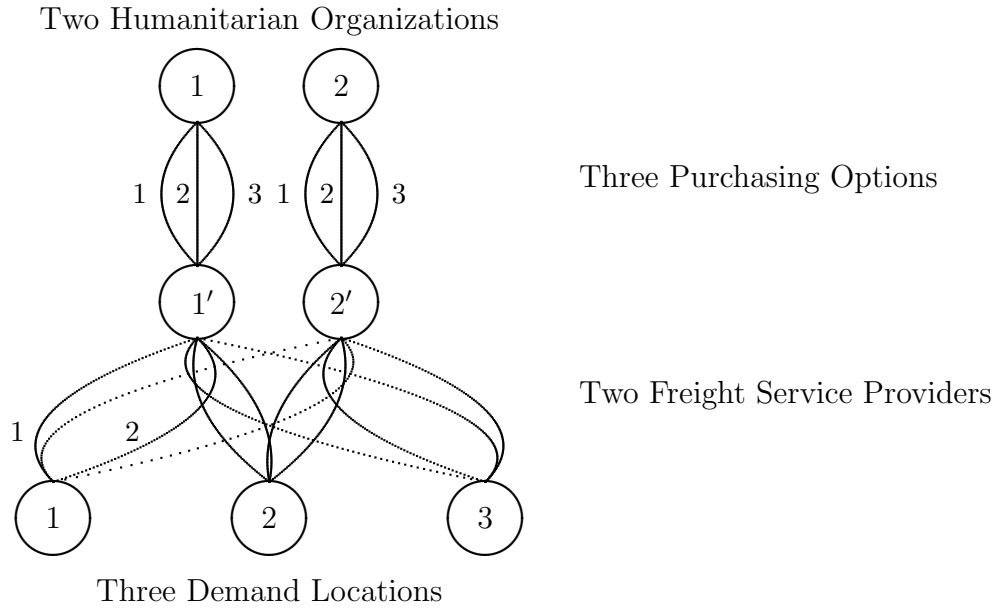 Two Humanitarian Organizations
1 2
1 2 3 1 2 3
Three Purchasing Options
1′ 2′
Two Freight Service Providers
1 2
1 2 3
Three Demand Locations